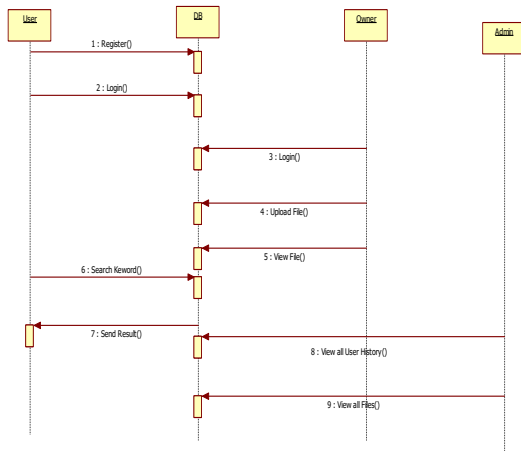 User
DB
Owner
Admin
1 : Register()
2 : Login()
3 : Login()
4 : Upload File()
5 : View File()
6 : Search Keword()
7 : Send Result()
8 : View all User History()
9 : View all Files()